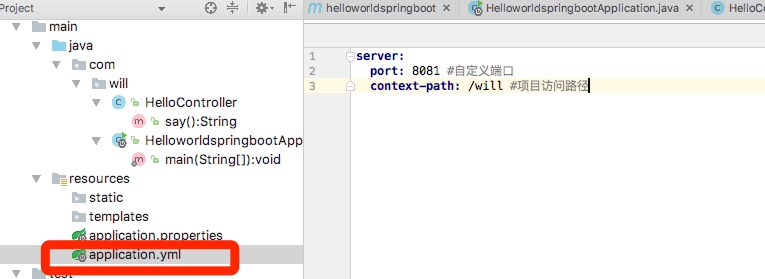 Project
helloworldspringboot
HelloworldspringbootApplication.java
HelloCo
main
java
com
will
HelloController
say():String
HelloworldspringbootApp
main(String[]):void
resources
static
templates
application.properties
application.yml
test
1 server:
2 port: 8081 #自定义端口
3 context-path: /will #项目访问路径